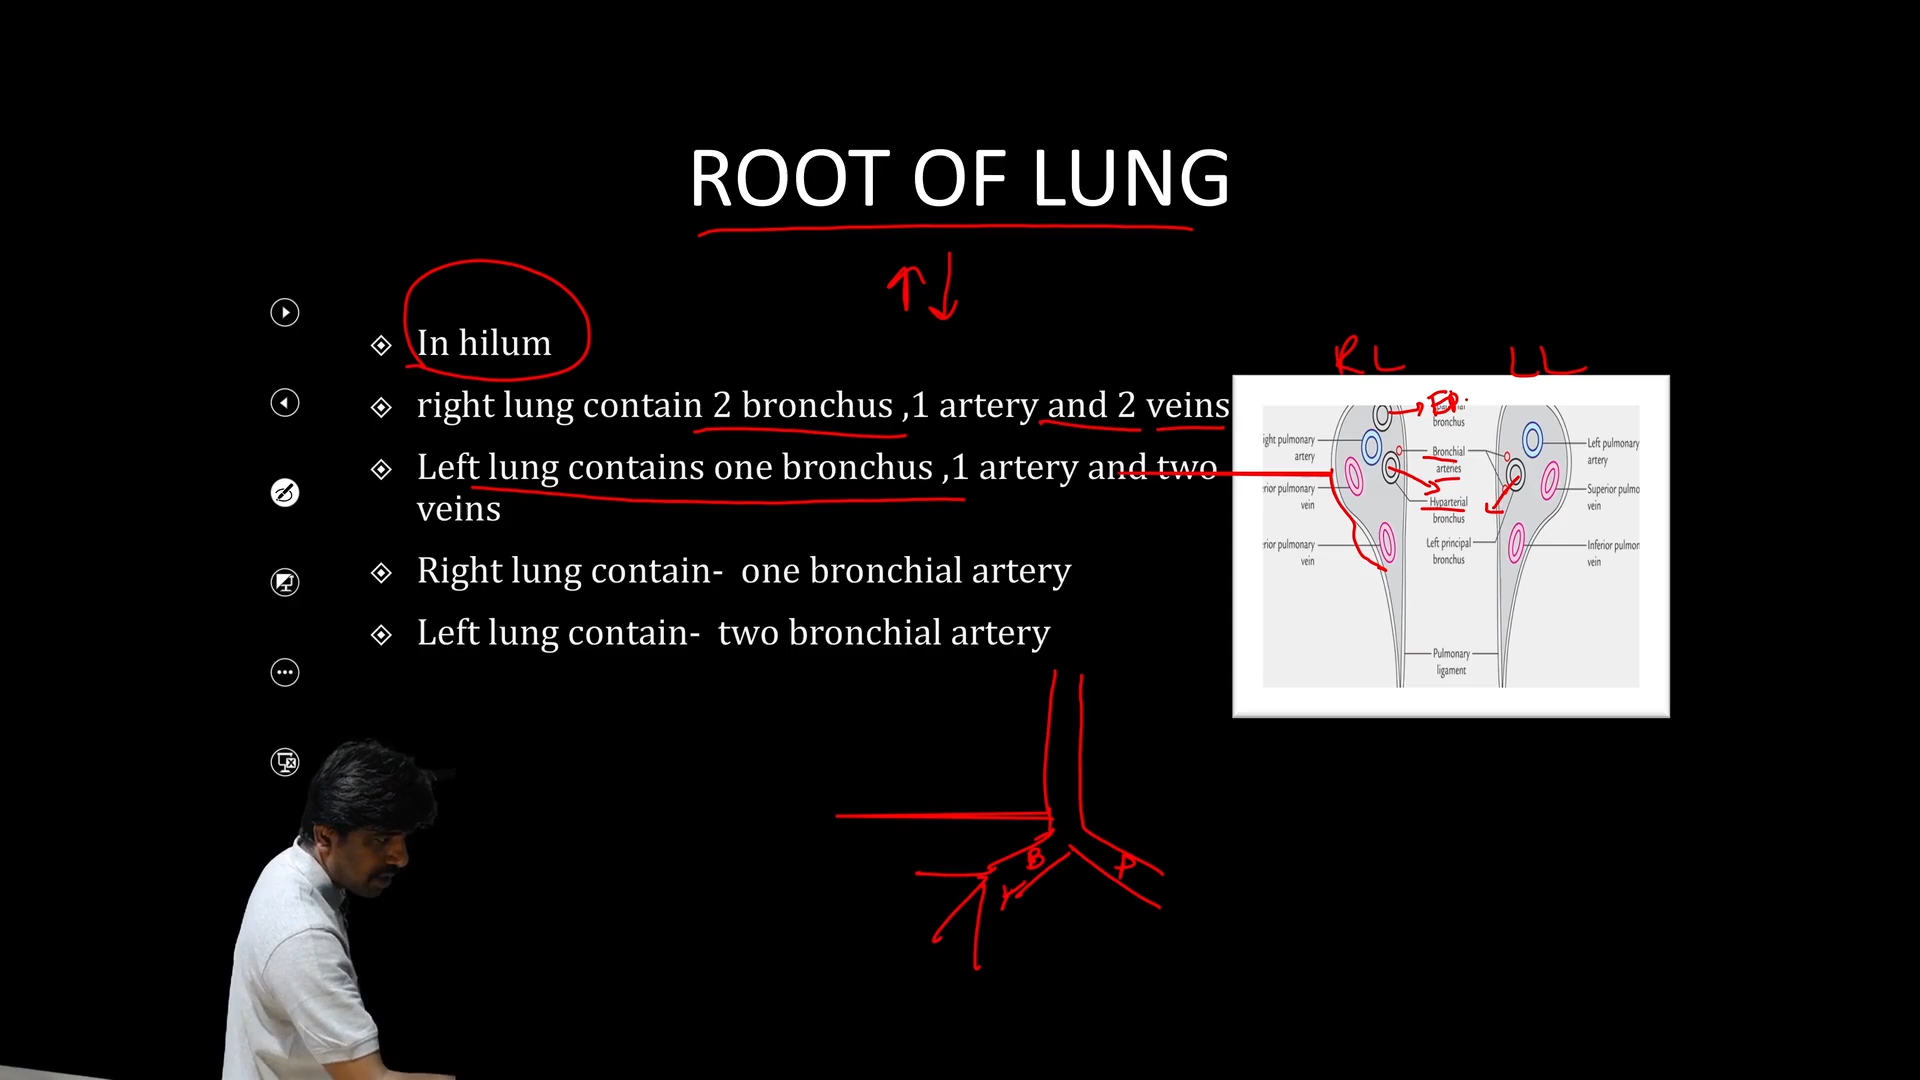 ROOT OF LUNG
In hilum
right lung contain 2 bronchus ,1 artery and 2 veins
Left lung contains one bronchus ,1 artery and two
veins
Right lung contain- one bronchial artery
Left lung contain- two bronchial artery
RL LL
EP.
bronchus
ight pulmonary
artery
Bronchial
arteries
Left pulmonary
artery
rior pulmonary
vein
Hyparterial
bronchus
Superior pulmo
vein
rior pulmonary
vein
Left principal
bronchus
Inferior pulmon
vein
Pulmonary
ligament
B
P